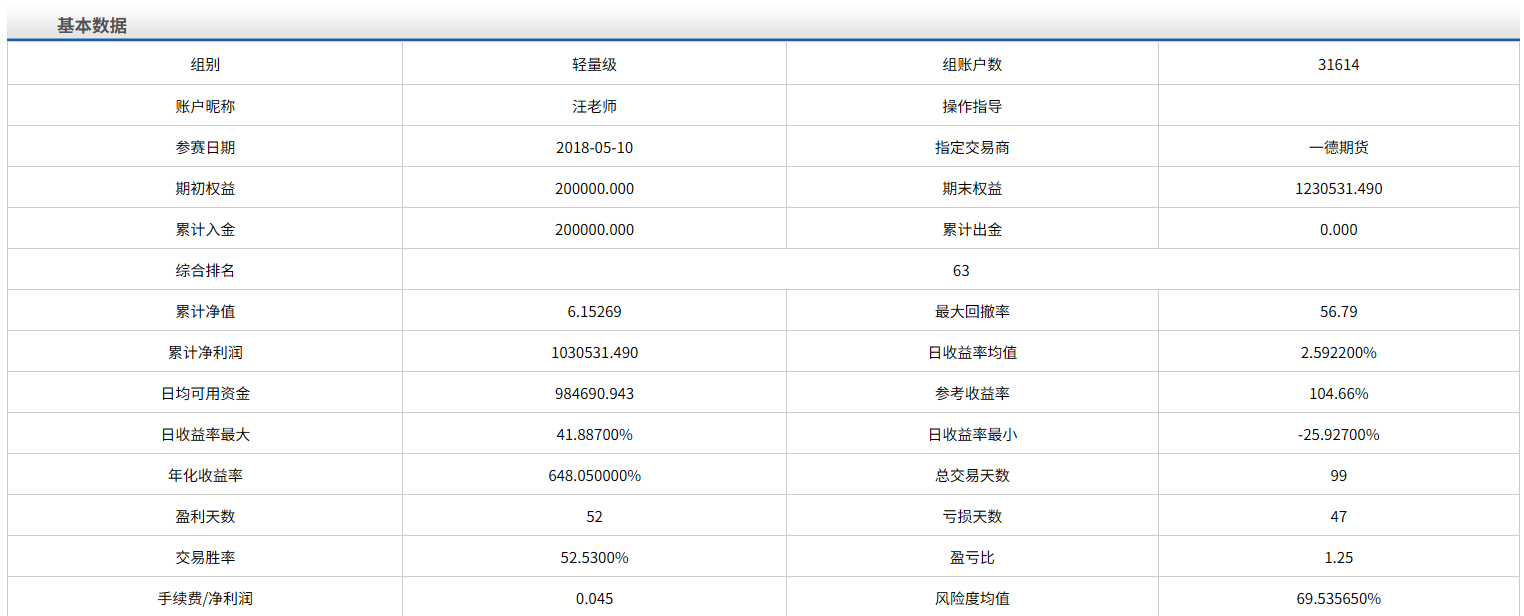 基本数据
组别 轻量级 组账户数 31614
账户昵称 汪老师 操作指导
参赛日期 2018-05-10 指定交易商 一德期货
期初权益 200000.000 期末权益 1230531.490
累计入金 200000.000 累计出金 0.000
综合排名 63
累计净值 6.15269 最大回撤率 56.79
累计净利润 1030531.490 日收益率均值 2.592200%
日均可用资金 984690.943 参考收益率 104.66%
日收益率最大 41.88700% 日收益率最小 -25.92700%
年化收益率 648.050000% 总交易天数 99
盈利天数 52 亏损天数 47
交易胜率 52.5300% 盈亏比 1.25
手续费/净利润 0.045 风险度均值 69.535650%